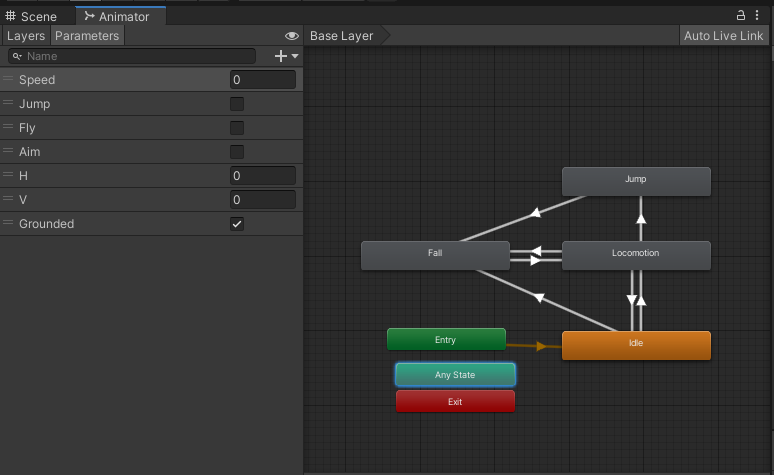 Scene Animator
Layers Parameters
Base Layer
Auto Live Link
Name
Speed 0
Jump
Fly
Aim
H 0
V 0
Grounded
Jump
Fall
Locomotion
Entry
Idle
Any State
Exit